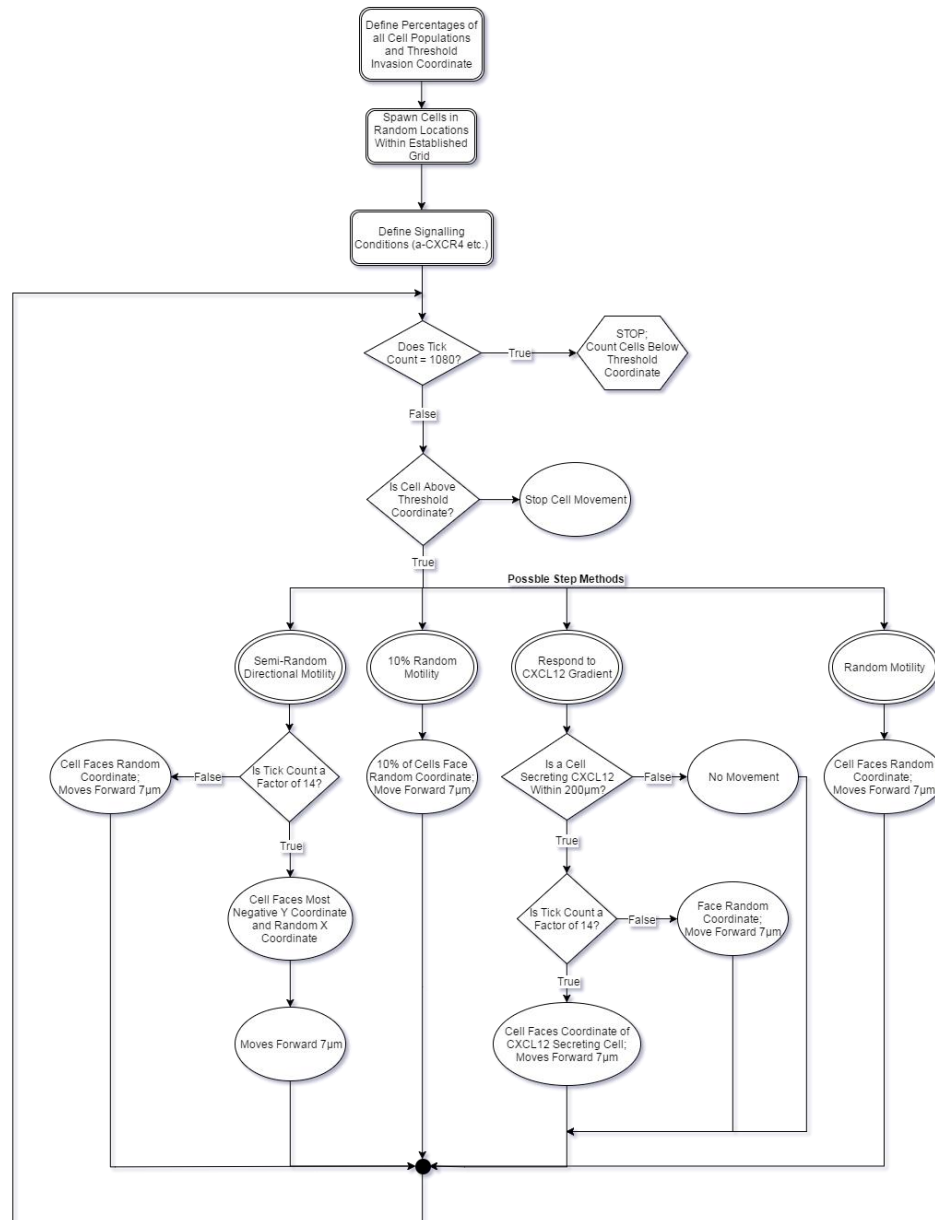 Define Percentages of
all Cell Populations
and Threshold
Invasion Coordinate
Spawn Cells in
Random Locations
Within Established
Grid
Define Signalling
Conditions (a-CXCR4 etc.)
Does Tick
Count = 1080?
True
STOP;
Count Cells Below
Threshold
Coordinate
False
Is Cell Above
Threshold
Coordinate?
Stop Cell Movement
True
Possble Step Methods
Semi-Random
Directional Motility
10% Random
Motility
Respond to
CXCL12 Gradient
Random Motility
Cell Faces Random
Coordinate;
Moves Forward 7µm
False
Is Tick Count a
Factor of 14?
10% of Cells Face
Random Coordinate;
Move Forward 7µm
Is a Cell
Secreting CXCL12
Within 200µm?
False
No Movement
Cell Faces Random
Coordinate;
Moves Forward 7µm
True
True
Cell Faces Most
Negative Y Coordinate
and Random X
Coordinate
Is Tick Count a
Factor of 14?
False
Face Random
Coordinate;
Move Forward 7µm
True
Moves Forward 7µm
Cell Faces Coordinate of
CXCL12 Secreting Cell;
Moves Forward 7µm